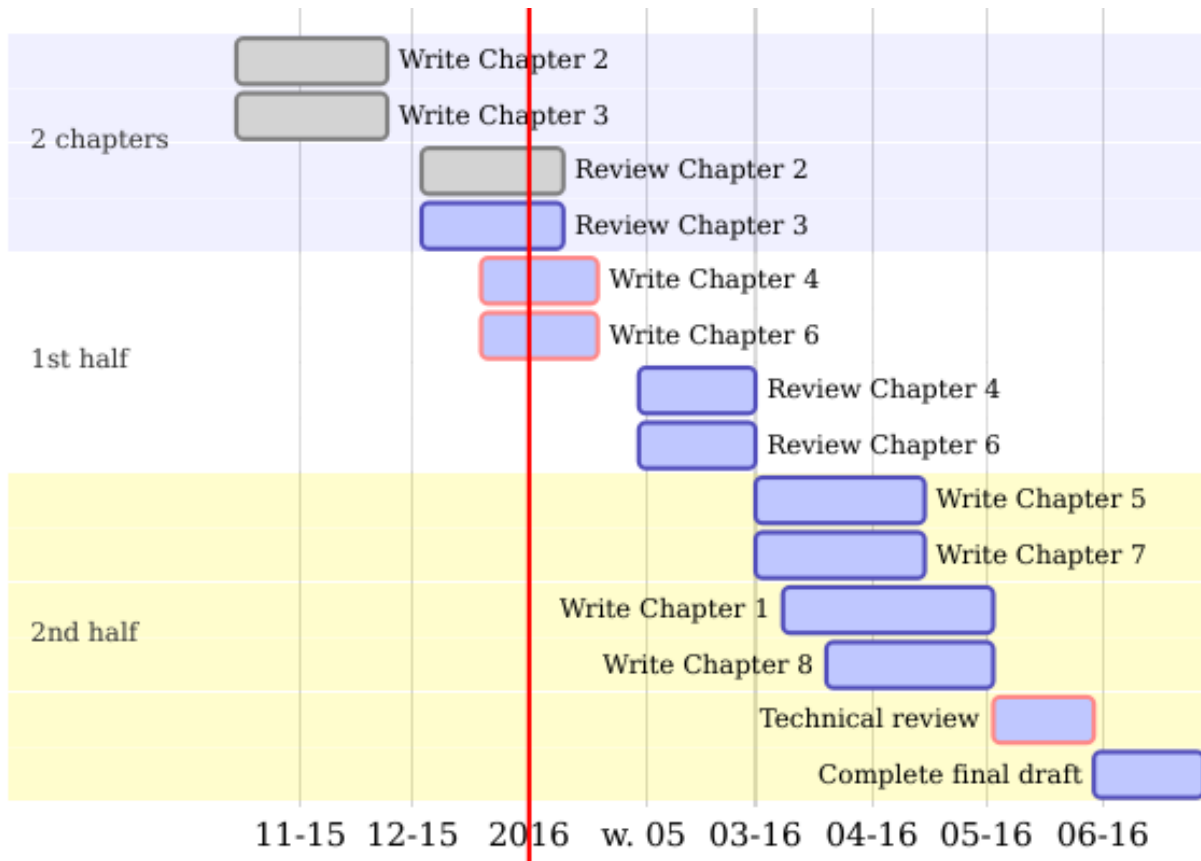 Write Chapter 2
Write Chapter 3
2 chapters
Review Chapter 2
Review Chapter 3
Write Chapter 4
Write Chapter 6
1st half
Review Chapter 4
Review Chapter 6
Write Chapter 5
Write Chapter 7
Write Chapter 1
2nd half
Write Chapter 8
Technical review
Complete final draft
11-15 12-15 2016 w. 05 03-16 04-16 05-16 06-16